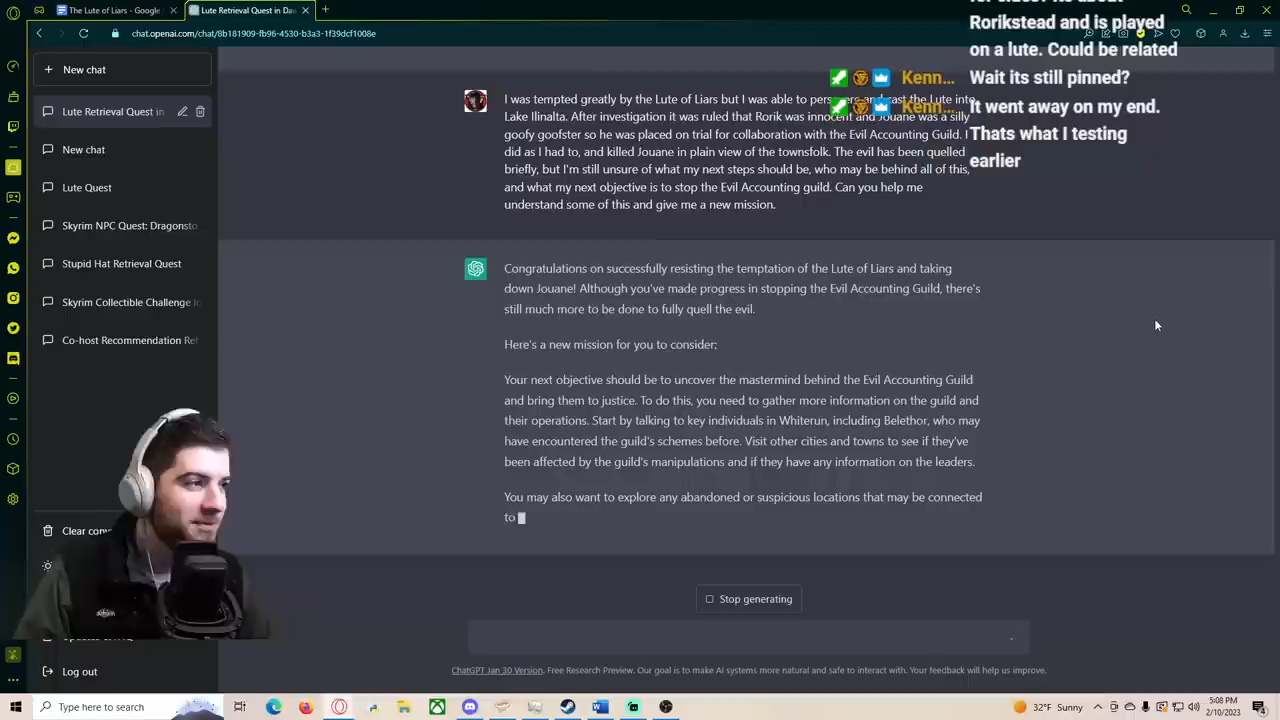 The Lute of Liars - Google
Lute Retrieval Quest in Daw
chat.openai.com/chat/8b181909-fb96-4530-b3a3-1f39dcf1008e
Rorikstead and is played
on a lute. Could be related
Kenn... Wait its still pinned?
Kenn... It went away on my end.
Thats what I testing
earlier
New chat
Lute Retrieval Quest in
New chat
Lute Quest
Skyrim NPC Quest: Dragonsto
Stupid Hat Retrieval Quest
Skyrim Collectible Challenge
Co-host Recommendation Ref
Clear conv
Log out
I was tempted greatly by the Lute of Liars but I was able to persevere and cast the Lute into
Lake Ilinalta. After investigation it was ruled that Rorik was innocent and Jouane was a silly
goofy goofster so he was placed on trial for collaboration with the Evil Accounting Guild. I
did as I had to, and killed Jouane in plain view of the townsfolk. The evil has been quelled
briefly, but I'm still unsure of what my next steps should be, who may be behind all of this,
and what my next objective is to stop the Evil Accounting guild. Can you help me
understand some of this and give me a new mission.
Congratulations on successfully resisting the temptation of the Lute of Liars and taking
down Jouane! Although you've made progress in stopping the Evil Accounting Guild, there's
still much more to be done to fully quell the evil.
Here's a new mission for you to consider:
Your next objective should be to uncover the mastermind behind the Evil Accounting Guild
and bring them to justice. To do this, you need to gather more information on the guild and
their operations. Start by talking to key individuals in Whiterun, including Belethor, who may
have encountered the guild's schemes before. Visit other cities and towns to see if they've
been affected by the guild's manipulations and if they have any information on the leaders.
You may also want to explore any abandoned or suspicious locations that may be connected
to
Stop generating
ChatGPT Jan 30 Version. Free Research Preview. Our goal is to make AI systems more natural and safe to interact with. Your feedback will help us improve.
Type here to search
32°F Sunny
5:08 PM
2/10/2023